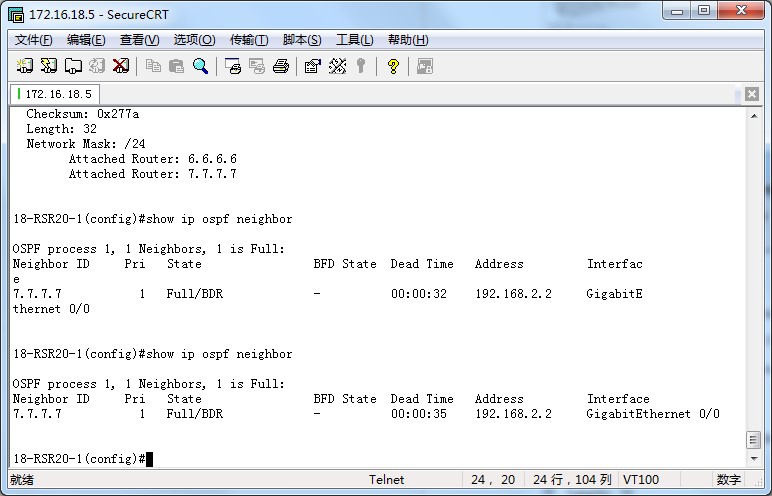 172.16.18.5 - SecureCRT
文件(F) 编辑(E) 查看(V) 选项(O) 传输(T) 脚本(S) 工具(L) 帮助(H)
172.16.18.5
Checksum: 0x277a
Length: 32
Network Mask: /24
Attached Router: 6.6.6.6
Attached Router: 7.7.7.7
18-RSR20-1(config)#show ip ospf neighbor
OSPF process 1, 1 Neighbors, 1 is Full:
Neighbor ID     Pri   State                BFD State  Dead Time   Address         Interfac
e
7.7.7.7           1   Full/BDR             -          00:00:32    192.168.2.2     GigabitE
thernet 0/0
18-RSR20-1(config)#show ip ospf neighbor
OSPF process 1, 1 Neighbors, 1 is Full:
Neighbor ID     Pri   State                BFD State  Dead Time   Address         Interface
7.7.7.7           1   Full/BDR             -          00:00:35    192.168.2.2     GigabitEthernet 0/0
18-RSR20-1(config)#
就绪 Telnet 24, 20 24 行, 104 列 VT100 数字